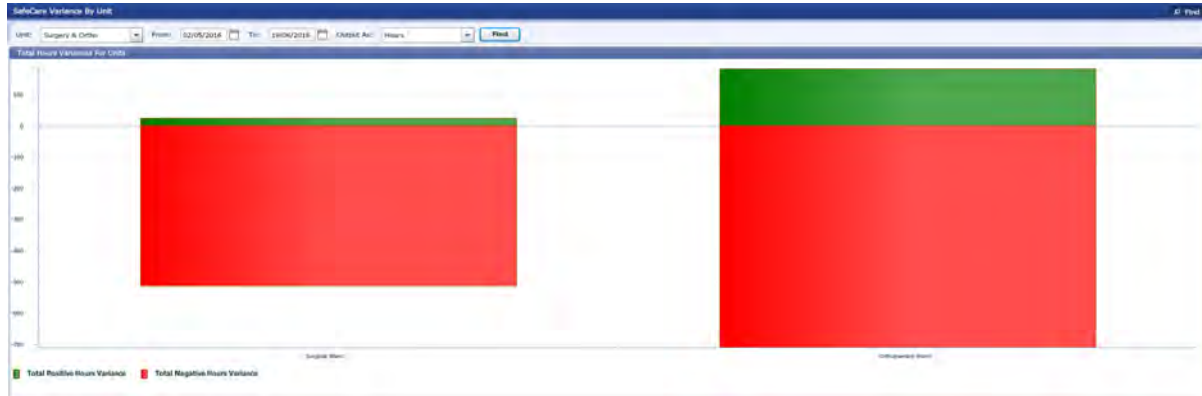 SafeCare Variance By Unit
Find
Unit: Surgery & Ortho From: 02/05/2016 To: 19/06/2016 Output As: Hours Find
Total Hours Variances For Units
100
0
-100
-200
-300
-400
-500
-600
-700
Surgical Ward
Orthopaedics Ward
Total Positive Hours Variance Total Negative Hours Variance